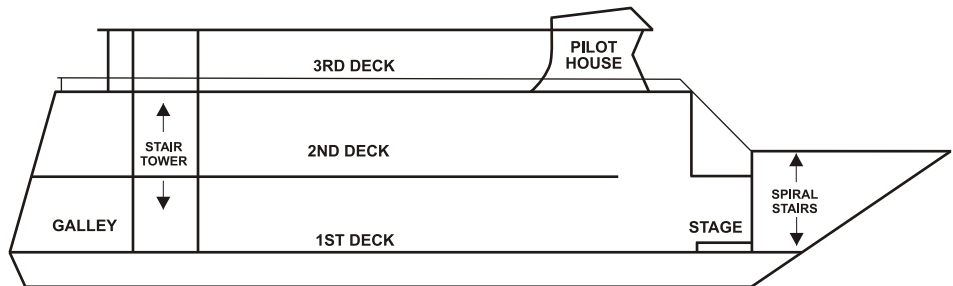 PILOT
HOUSE
3RD DECK
STAIR
TOWER
2ND DECK
SPIRAL
STAIRS
GALLEY
STAGE
1ST DECK